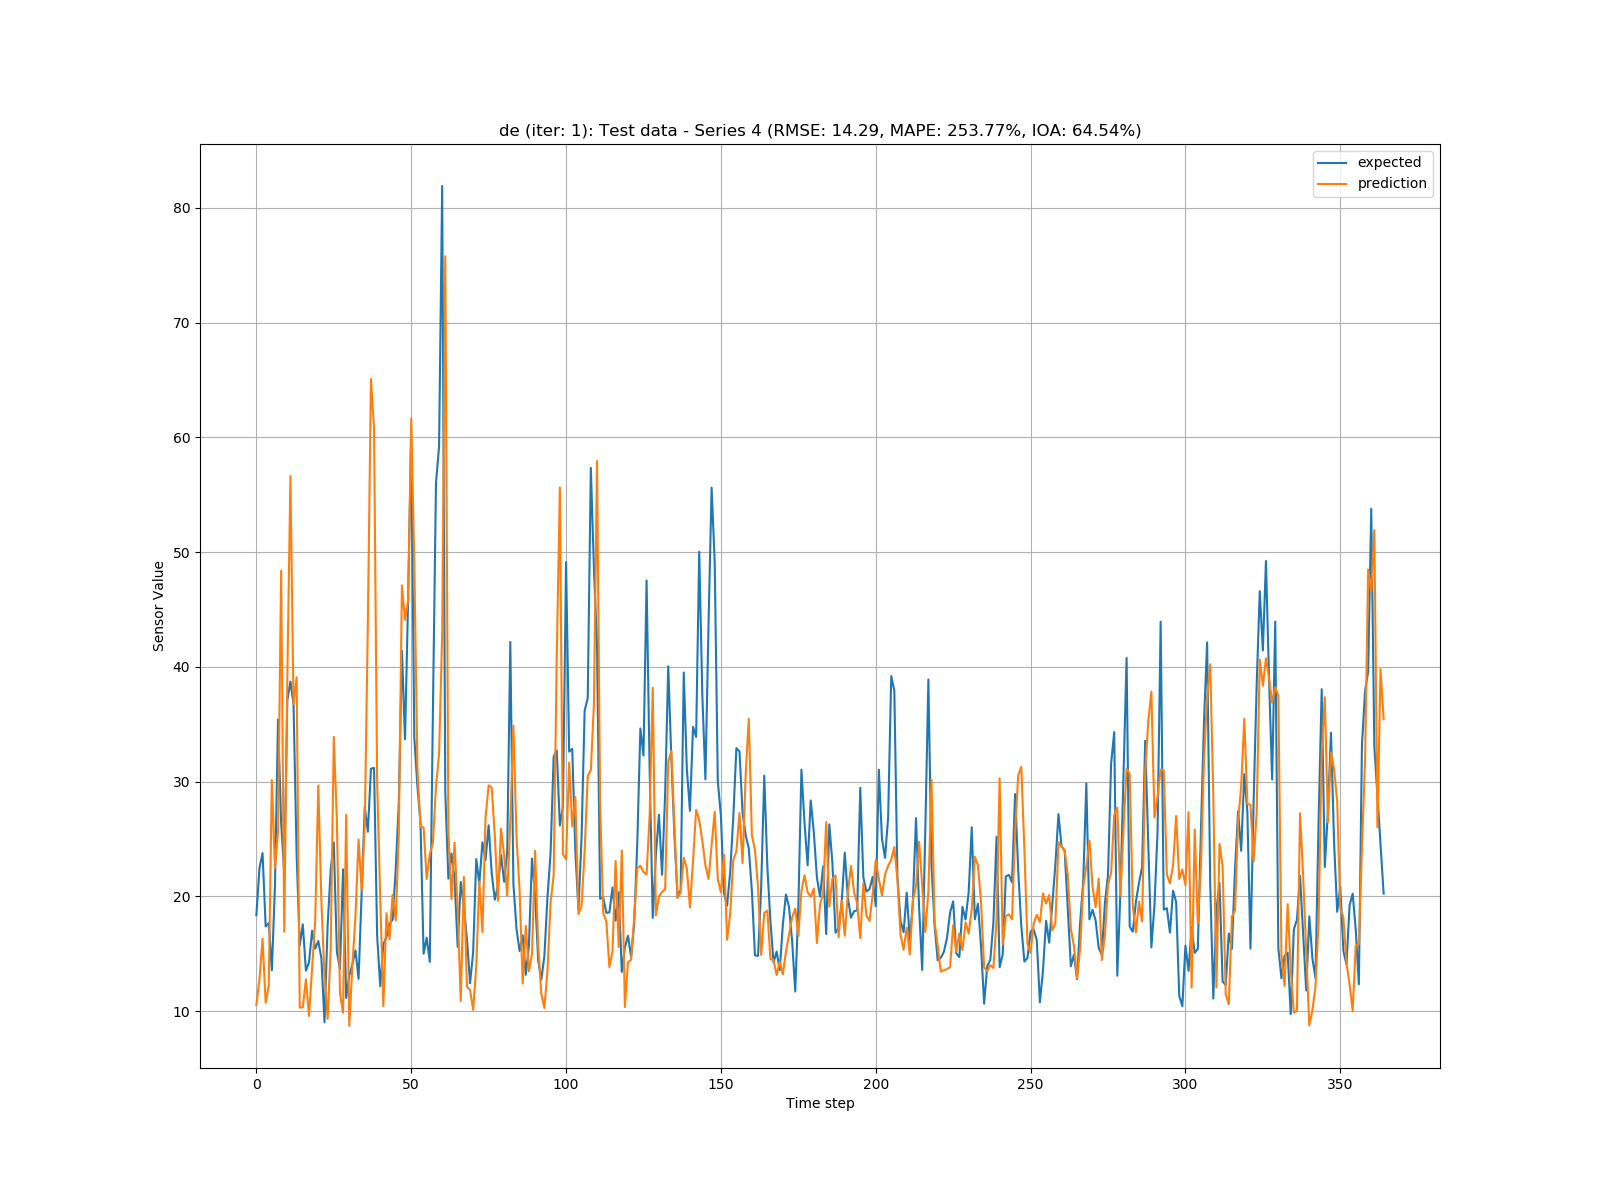 de (iter: 1): Test data - Series 4 (RMSE: 14.29, MAPE: 253.77%, IOA: 64.54%)
expected
prediction
80
70
60
50
40
30
20
10
Sensor Value
0 50 100 150 200 250 300 350
Time step